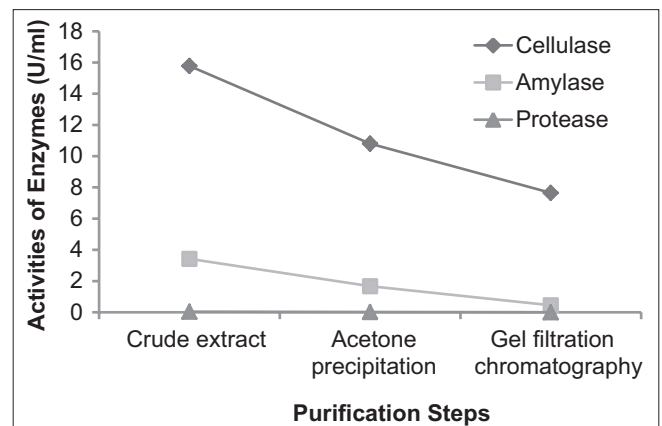 Activities of Enzymes (U/ml)
18
16
14
12
10
8
6
4
2
0
Cellulase
Amylase
Protease
Crude extract
Acetone
precipitation
Gel filtration
chromatography
Purification Steps